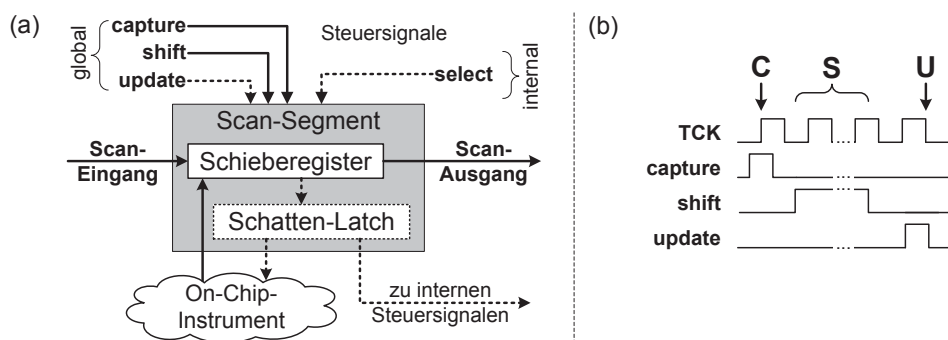 (a)
global
capture
shift
update
Steuersignale
select
internal
Scan-Segment
Scan-
Eingang
Schieberegister
Scan-
Ausgang
Schatten-Latch
On-Chip-
Instrument
zu internen
Steuersignalen
(b)
C S U
TCK
capture
shift
update